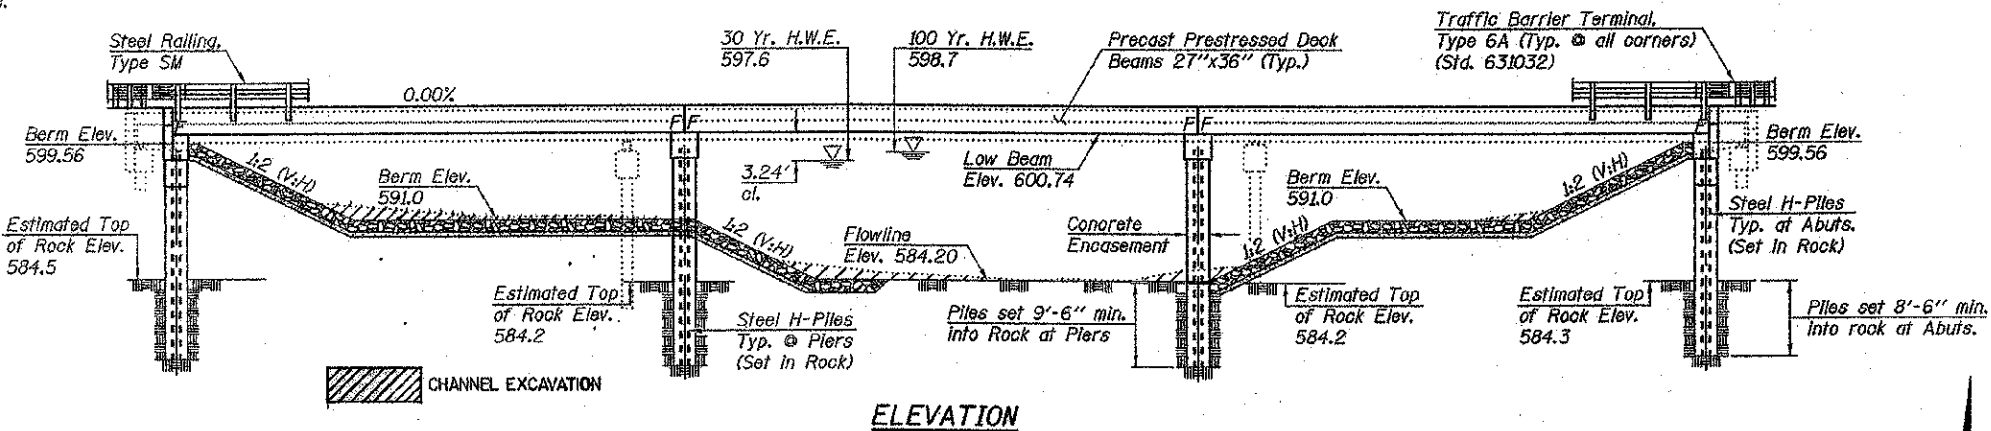 Steel Railing,
Type SM
30 Yr. H.W.E.
597.6
100 Yr. H.W.E.
598.7
Precast Prestressed Deck
Beams 27"x36" (Typ.)
Traffic Barrier Terminal,
Type 6A (Typ. @ all corners)
(Std. 631032)
0.00%
F F
F F
Berm Elev.
599.56
Berm Elev.
599.56
1:2 (V:H)
Berm Elev.
591.0
3.24'
cl.
Low Beam
Elev. 600.74
Berm Elev.
591.0
1:2 (V:H)
Estimated Top
of Rock Elev.
584.5
1:2 (V:H)
Flowline
Elev. 584.20
Concrete
Encasement
1:2 (V:H)
Steel H-Piles
Typ. at Abuts.
(Set in Rock)
Estimated Top
of Rock Elev.
584.2
Steel H-Piles
Typ. @ Piers
(Set in Rock)
Piles set 9'-6" min.
into Rock at Piers
Estimated Top
of Rock Elev.
584.2
Estimated Top
of Rock Elev.
584.3
Piles set 8'-6" min.
into rock at Abuts.
CHANNEL EXCAVATION
ELEVATION